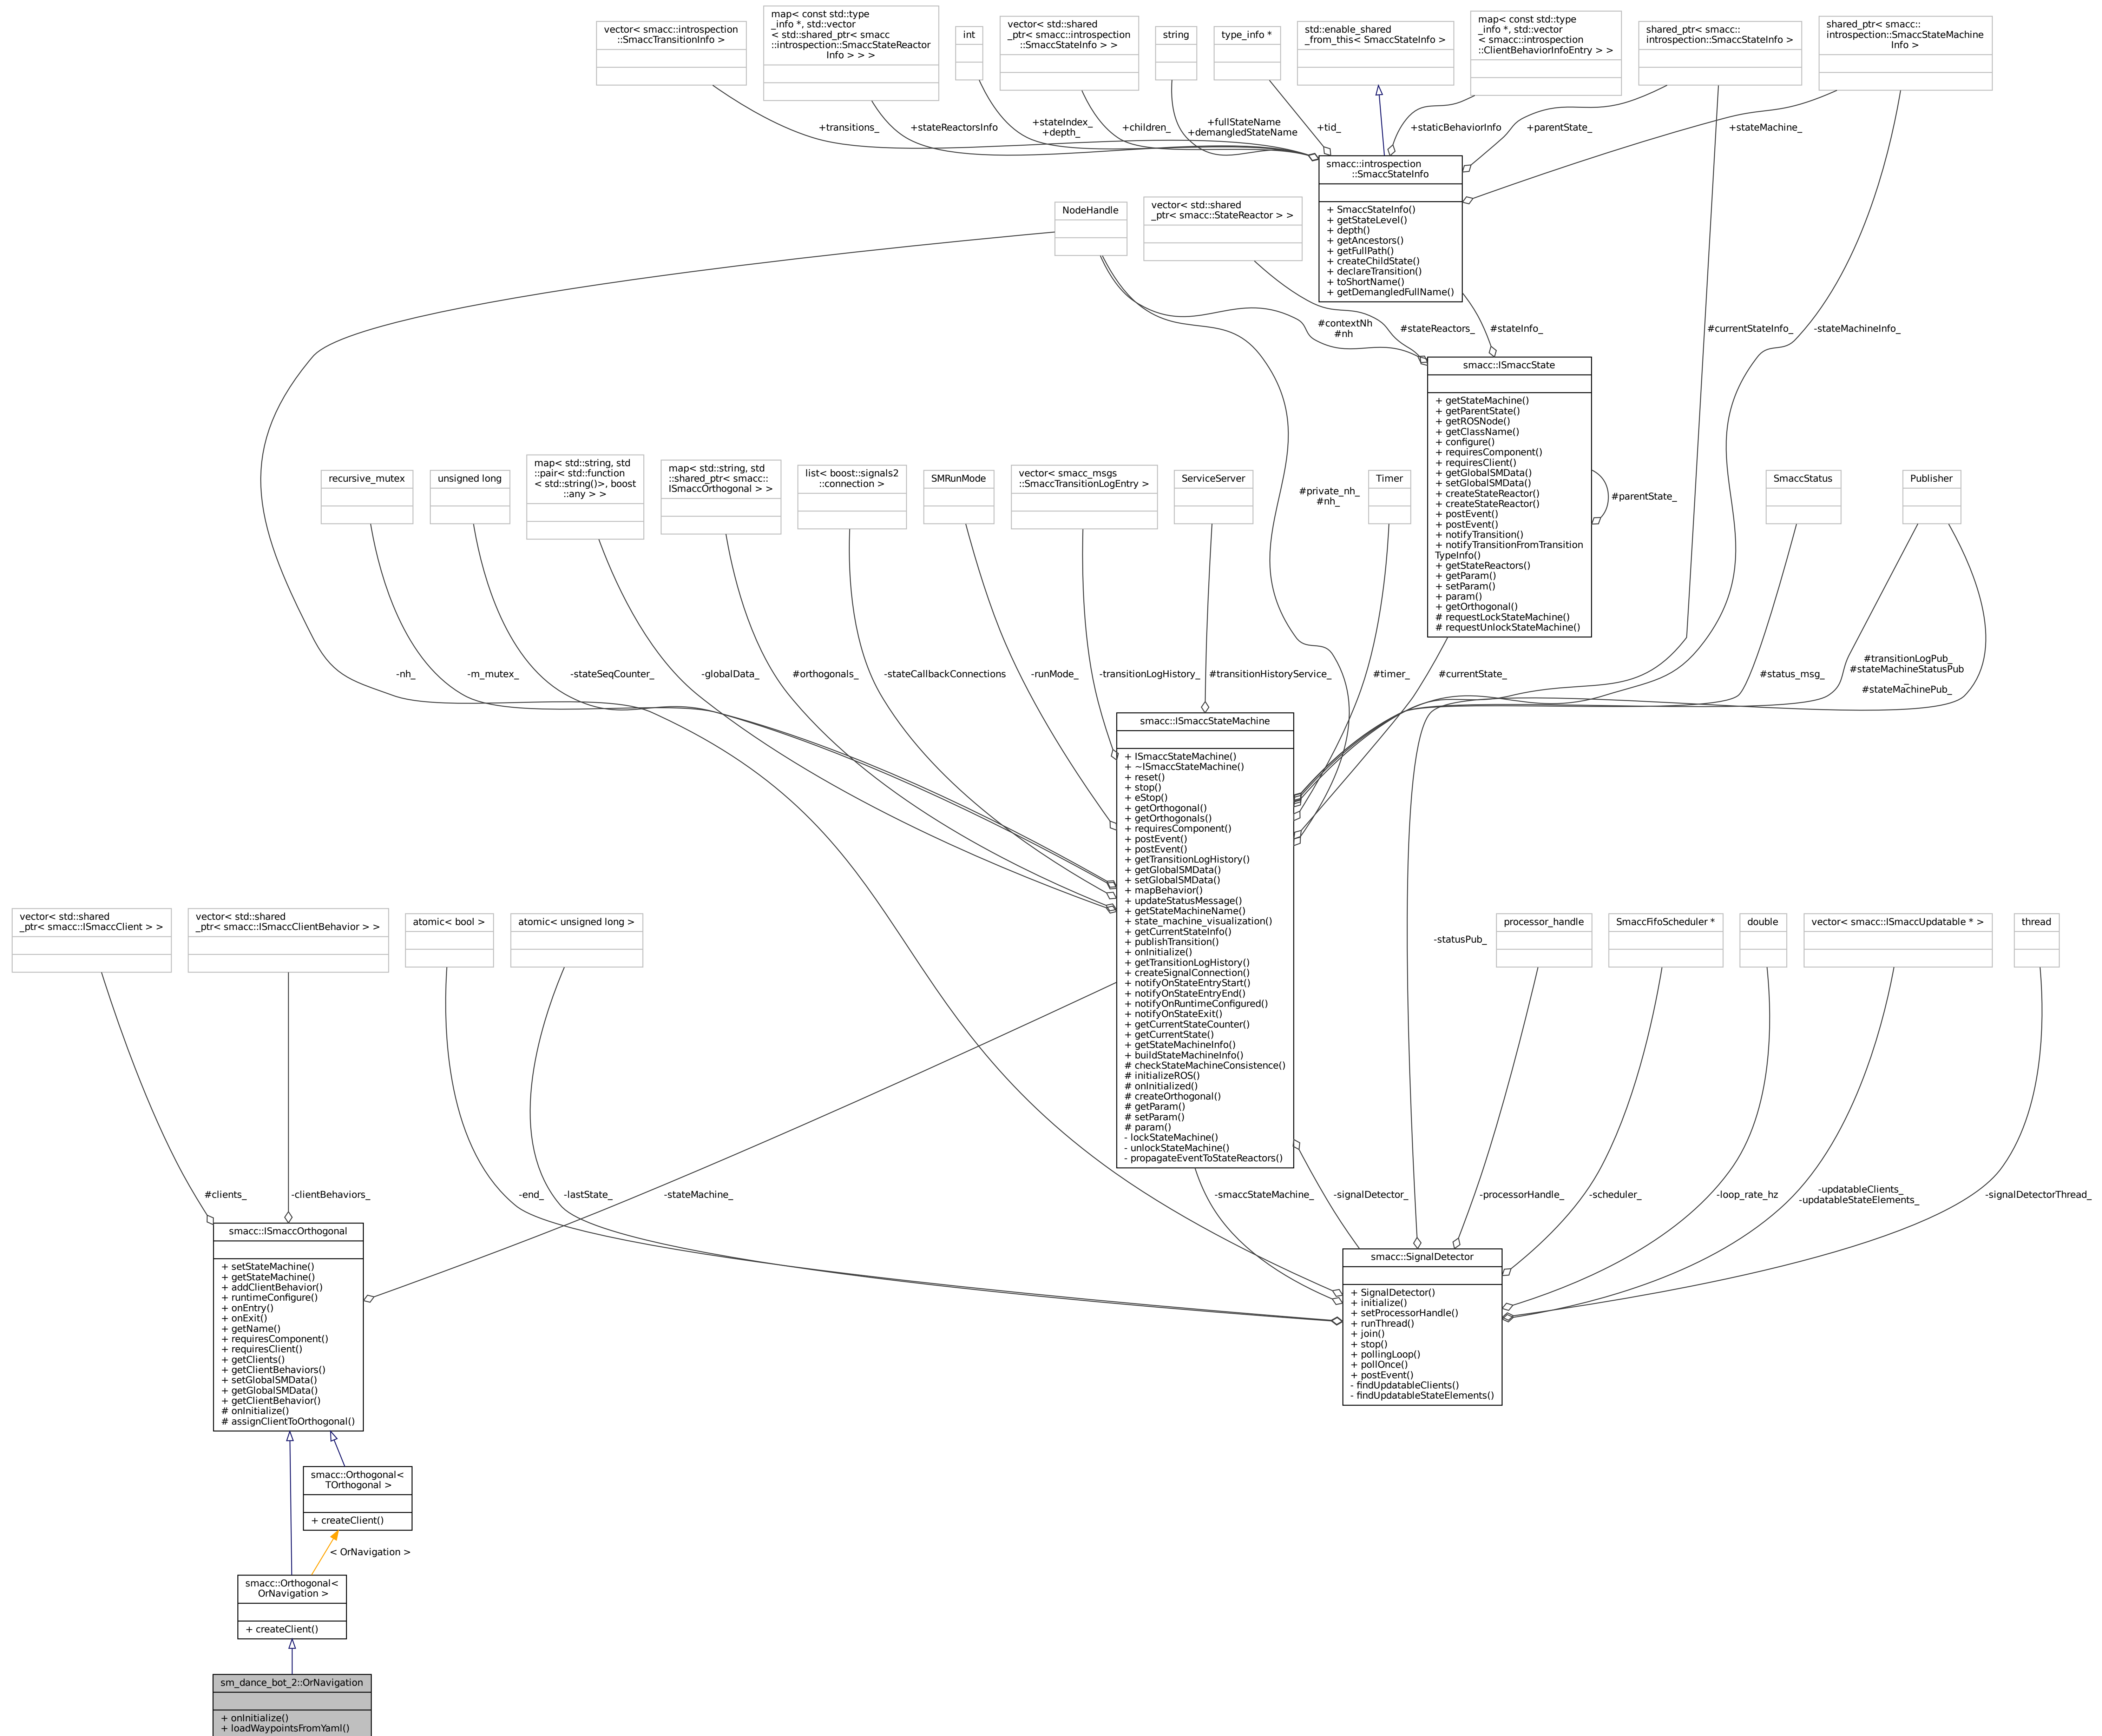 vector< smacc::introspection
::SmaccTransitionInfo >
map< const std::type
_info *, std::vector
< std::shared_ptr< smacc
::introspection::SmaccStateReactor
Info > > >
int
vector< std::shared
_ptr< smacc::introspection
::SmaccStateInfo > >
string
type_info *
std::enable_shared
_from_this< SmaccStateInfo >
map< const std::type
_info *, std::vector
< smacc::introspection
::ClientBehaviorInfoEntry > >
shared_ptr< smacc::
introspection::SmaccStateInfo >
shared_ptr< smacc::
introspection::SmaccStateMachine
Info >
+transitions_
+stateReactorsInfo
+stateIndex_
+depth_
+children_
+fullStateName
+demangledStateName
+tid_
+staticBehaviorInfo
+parentState_
+stateMachine_
smacc::introspection
::SmaccStateInfo
+ SmaccStateInfo()
+ getStateLevel()
+ depth()
+ getAncestors()
+ getFullPath()
+ createChildState()
+ declareTransition()
+ toShortName()
+ getDemangledFullName()
NodeHandle
vector< std::shared
_ptr< smacc::StateReactor > >
#contextNh
#nh
#stateReactors_
#stateInfo_
#currentStateInfo_
-stateMachineInfo_
smacc::ISmaccState
+ getStateMachine()
+ getParentState()
+ getROSNode()
+ getClassName()
+ configure()
+ requiresComponent()
+ requiresClient()
+ getGlobalSMData()
+ setGlobalSMData()
+ createStateReactor()
+ createStateReactor()
+ postEvent()
+ postEvent()
+ notifyTransition()
+ notifyTransitionFromTransition
TypeInfo()
+ getStateReactors()
+ getParam()
+ setParam()
+ param()
+ getOrthogonal()
# requestLockStateMachine()
# requestUnlockStateMachine()
#parentState_
recursive_mutex
unsigned long
map< std::string, std
::pair< std::function
< std::string()>, boost
::any > >
map< std::string, std
::shared_ptr< smacc::
ISmaccOrthogonal > >
list< boost::signals2
::connection >
SMRunMode
vector< smacc_msgs
::SmaccTransitionLogEntry >
ServiceServer
#private_nh_
#nh_
Timer
SmaccStatus
Publisher
-nh_
-m_mutex_
-stateSeqCounter_
-globalData_
#orthogonals_
-stateCallbackConnections
-runMode_
-transitionLogHistory_
#transitionHistoryService_
#timer_
#currentState_
#status_msg_
#transitionLogPub_
#stateMachineStatusPub
_
#stateMachinePub_
smacc::ISmaccStateMachine
+ ISmaccStateMachine()
+ ~ISmaccStateMachine()
+ reset()
+ stop()
+ eStop()
+ getOrthogonal()
+ getOrthogonals()
+ requiresComponent()
+ postEvent()
+ postEvent()
+ getTransitionLogHistory()
+ getGlobalSMData()
+ setGlobalSMData()
+ mapBehavior()
+ updateStatusMessage()
+ getStateMachineName()
+ state_machine_visualization()
+ getCurrentStateInfo()
+ publishTransition()
+ onInitialize()
+ getTransitionLogHistory()
+ createSignalConnection()
+ notifyOnStateEntryStart()
+ notifyOnStateEntryEnd()
+ notifyOnRuntimeConfigured()
+ notifyOnStateExit()
+ getCurrentStateCounter()
+ getCurrentState()
+ getStateMachineInfo()
+ buildStateMachineInfo()
# checkStateMachineConsistence()
# initializeROS()
# onInitialized()
# createOrthogonal()
# getParam()
# setParam()
# param()
- lockStateMachine()
- unlockStateMachine()
- propagateEventToStateReactors()
vector< std::shared
_ptr< smacc::ISmaccClient > >
vector< std::shared
_ptr< smacc::ISmaccClientBehavior > >
atomic< bool >
atomic< unsigned long >
-statusPub_
processor_handle
SmaccFifoScheduler *
double
vector< smacc::ISmaccUpdatable * >
thread
#clients_
-clientBehaviors_
-end_
-lastState_
-stateMachine_
-smaccStateMachine_
-signalDetector_
-processorHandle_
-scheduler_
-loop_rate_hz
-updatableClients_
-updatableStateElements_
-signalDetectorThread_
smacc::ISmaccOrthogonal
+ setStateMachine()
+ getStateMachine()
+ addClientBehavior()
+ runtimeConfigure()
+ onEntry()
+ onExit()
+ getName()
+ requiresComponent()
+ requiresClient()
+ getClients()
+ getClientBehaviors()
+ setGlobalSMData()
+ getGlobalSMData()
+ getClientBehavior()
# onInitialize()
# assignClientToOrthogonal()
smacc::SignalDetector
+ SignalDetector()
+ initialize()
+ setProcessorHandle()
+ runThread()
+ join()
+ stop()
+ pollingLoop()
+ pollOnce()
+ postEvent()
- findUpdatableClients()
- findUpdatableStateElements()
smacc::Orthogonal<
TOrthogonal >
+ createClient()
< OrNavigation >
smacc::Orthogonal<
OrNavigation >
+ createClient()
sm_dance_bot_2::OrNavigation
+ onInitialize()
+ loadWaypointsFromYaml()